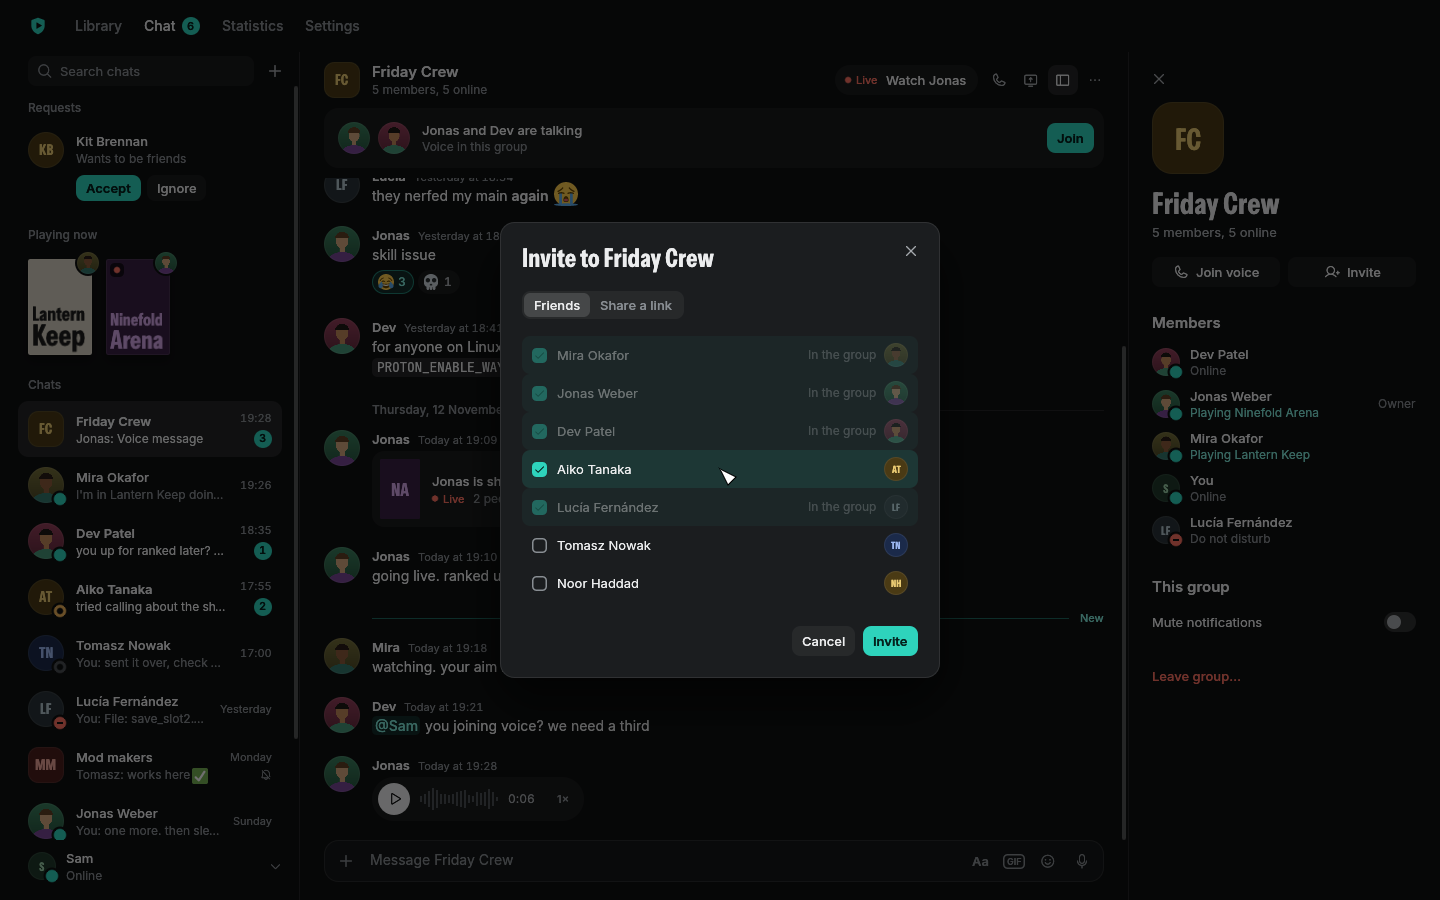 Library
Chat 6
Statistics
Settings
Search chats
Requests
KB
Kit Brennan
Wants to be friends
Accept
Ignore
Playing now
Lantern
Keep
Ninefold
Arena
Chats
FC
Friday Crew
19:28
Jonas: Voice message
3
Mira Okafor
I'm in Lantern Keep doin...
19:26
Dev Patel
18:35
you up for ranked later? ...
1
AT
Aiko Tanaka
17:55
tried calling about the sh...
2
TN
Tomasz Nowak
You: sent it over, check ...
17:00
LF
Lucía Fernández
You: File: save_slot2....
Yesterday
MM
Mod makers
Monday
Tomasz: works here
Jonas Weber
You: one more. then sle...
Sunday
S
Sam
Online
FC
Friday Crew
5 members, 5 online
Live Watch Jonas
Jonas and Dev are talking
Voice in this group
Join
LF
Lucía Yesterday at 18:34
they nerfed my main again
Jonas Yesterday at 18
skill issue
3
1
Dev Yesterday at 18:41
for anyone on Linux
PROTON_ENABLE_WA
Thursday, 12 Novembe
Jonas Today at 19:09
NA
Jonas is sh
Live 2 pe
Jonas Today at 19:10
going live. ranked u
New
Mira Today at 19:18
watching. your aim
Dev Today at 19:21
@Sam you joining voice? we need a third
Jonas Today at 19:28
0:06
1×
Message Friday Crew
Aa
GIF
Invite to Friday Crew
Friends
Share a link
Mira Okafor
In the group
Jonas Weber
In the group
Dev Patel
In the group
Aiko Tanaka
AT
Lucía Fernández
In the group
LF
Tomasz Nowak
TN
Noor Haddad
NH
Cancel
Invite
FC
Friday Crew
5 members, 5 online
Join voice
Invite
Members
Dev Patel
Online
Jonas Weber
Playing Ninefold Arena
Owner
Mira Okafor
Playing Lantern Keep
S
You
Online
LF
Lucía Fernández
Do not disturb
This group
Mute notifications
Leave group...